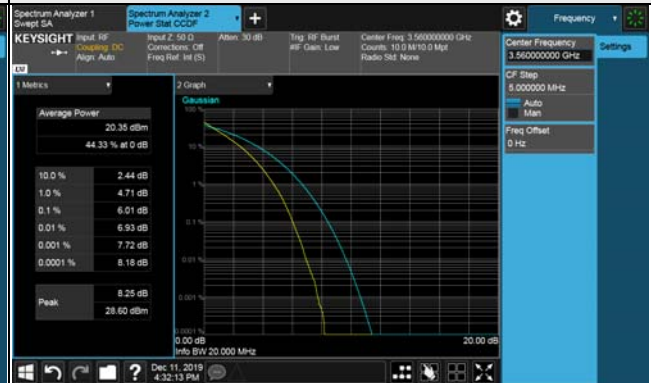 Spectrum Analyzer 1
Swept SA
Spectrum Analyzer 2
Power Stat CCDF
+
Frequency
KEYSIGHT
Input: RF
Coupling: DC
Align: Auto
Input Z: 50 Ω
Corrections: Off
Freq Ref: Int (S)
Atten: 30 dB
Trig: RF Burst
#IF Gain: Low
Center Freq: 3.560000000 GHz
Counts: 10.0 M/10.0 Mpt
Radio Std: None
Center Frequency
3.560000000 GHz
Settings
CF Step
5.000000 MHz
Auto
Man
Freq Offset
0 Hz
1 Metrics
2 Graph
Average Power
20.35 dBm
44.33 % at 0 dB
10.0 % 2.44 dB
1.0 % 4.71 dB
0.1 % 6.01 dB
0.01 % 6.93 dB
0.001 % 7.72 dB
0.0001 % 8.18 dB
Peak
8.25 dB
28.60 dBm
Gaussian
100 %
10 %
1 %
0.1 %
0.01 %
0.001 %
0.0001 %
0.00 dB
20.00 dB
Info BW 20.000 MHz
?
Dec 11, 2019
4:32:13 PM